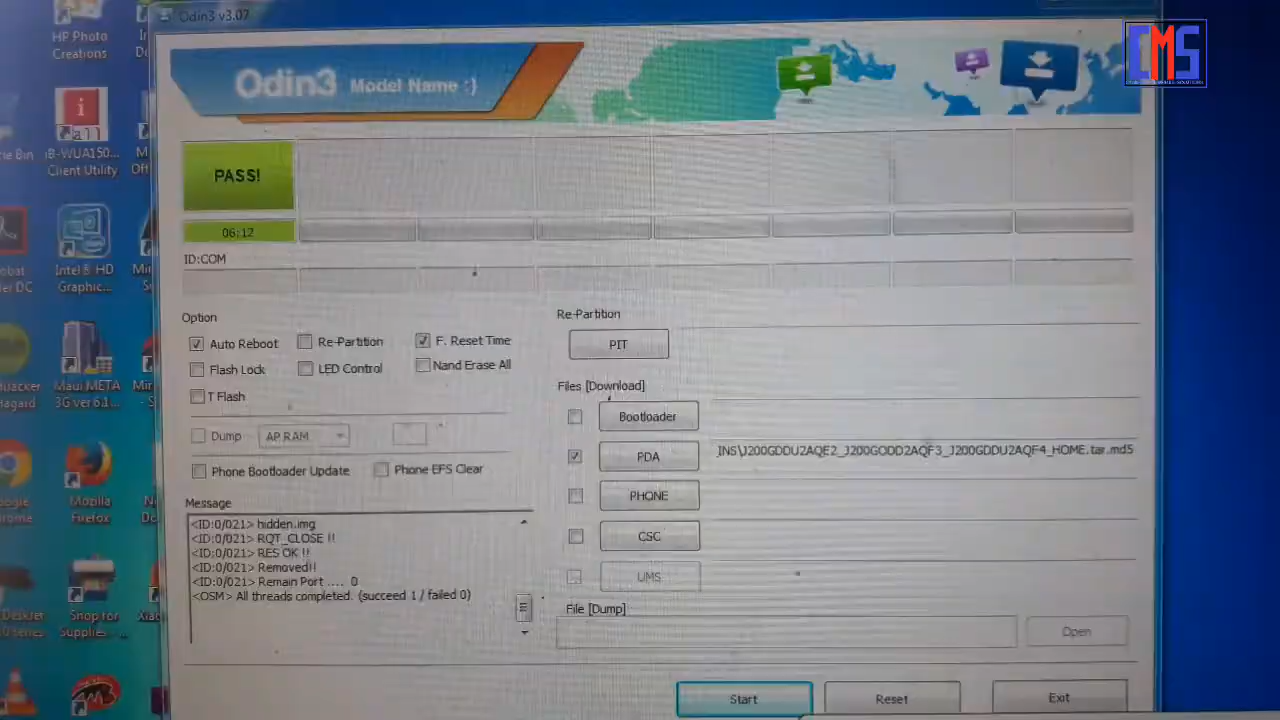 Odin3 v3.07
HP Photo
Creations
CMS
Odin3 Model Name
PASS!
06:12
ID:COM
iB-WUA150...
Client Utility
Intel® HD
Graphic...
Maui META
3G ver 6.1...
Mozilla
Firefox
Shop for
Supplies - ...
Option
Auto Reboot
Re-Partition
F. Reset Time
Flash Lock
LED Control
Nand Erase All
T Flash
Dump
AP RAM
Phone Bootloader Update
Phone EFS Clear
Message
<ID:0/021> hidden.img
<ID:0/021> RQT_CLOSE !!
<ID:0/021> RES OK !!
<ID:0/021> Removed!!
<ID:0/021> Remain Port .... 0
<OSM> All threads completed. (succeed 1 / failed 0)
Re-Partition
PIT
Files [Download]
Bootloader
PDA
INS\J200GDDU2AQE2_J200GODD2AQF3_J200GDDU2AQF4_HOME.tar.md5
PHONE
CSC
UMS
File [Dump]
Open
Start
Reset
Exit